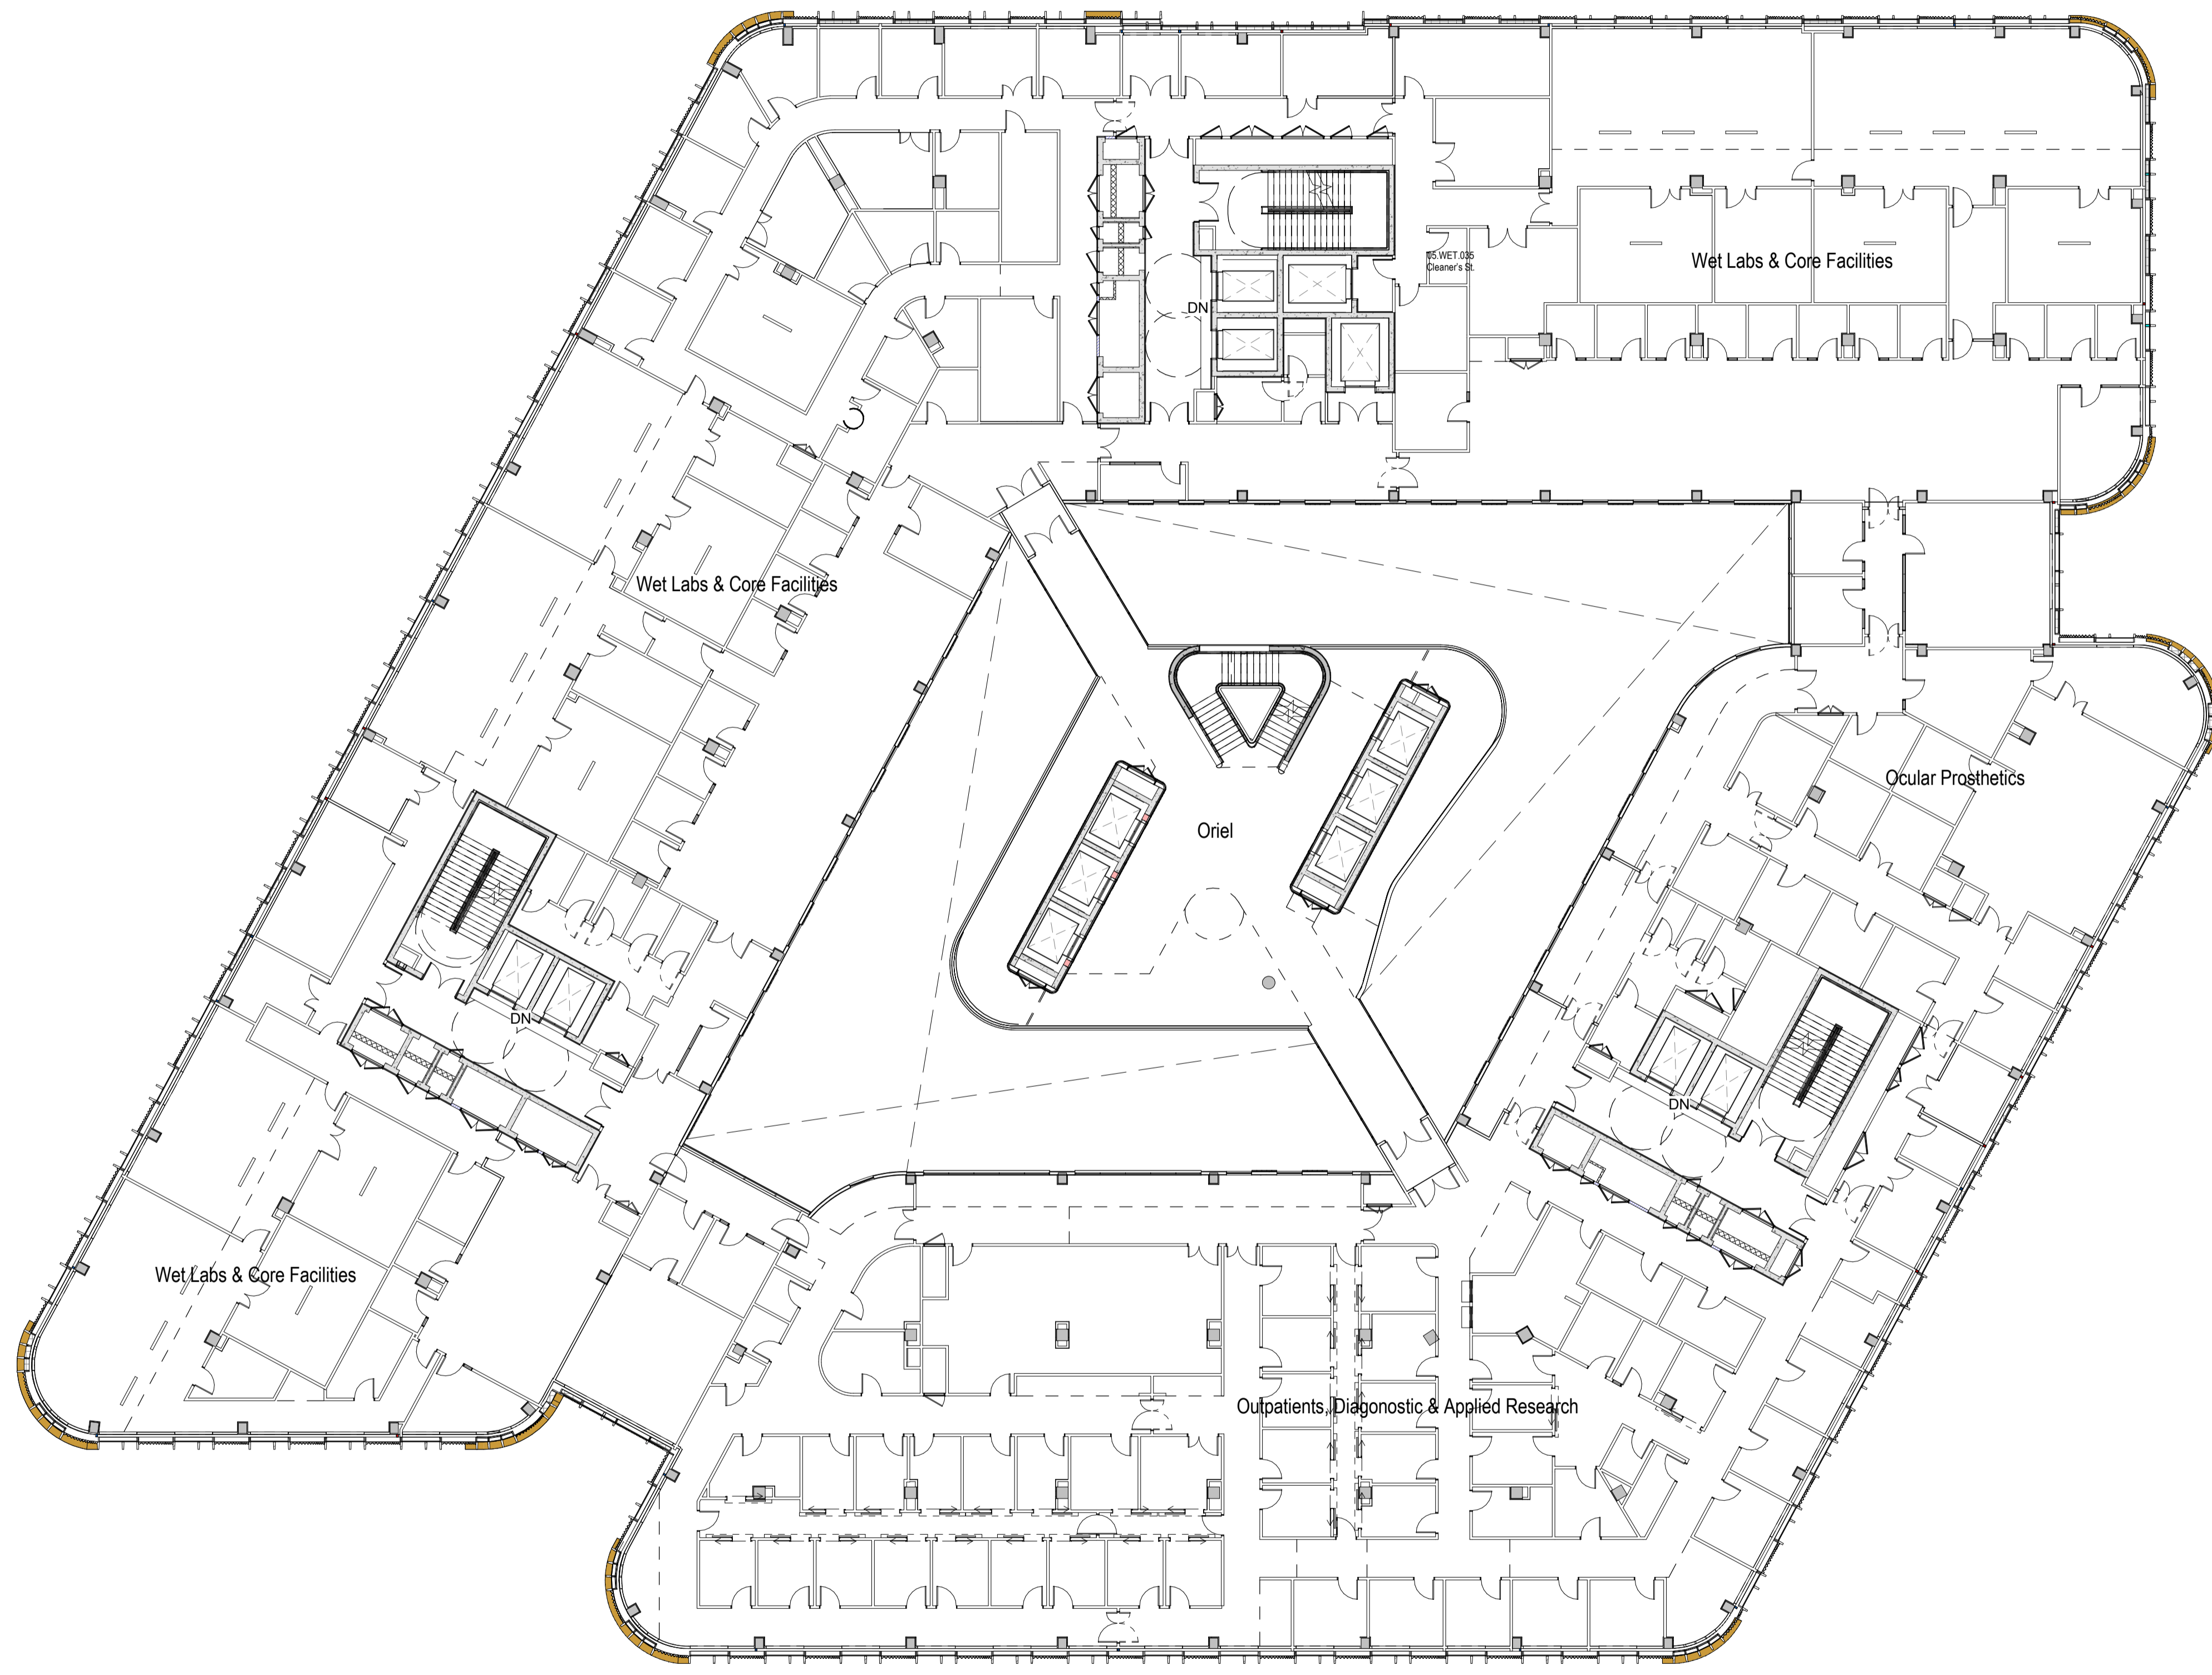 05.WET.035
Cleaner's St.
Wet Labs & Core Facilities
DN
Wet Labs & Core Facilities
Ocular Prosthetics
Oriel
DN
DN
Wet Labs & Core Facilities
Outpatients, Diagonostic & Applied Research